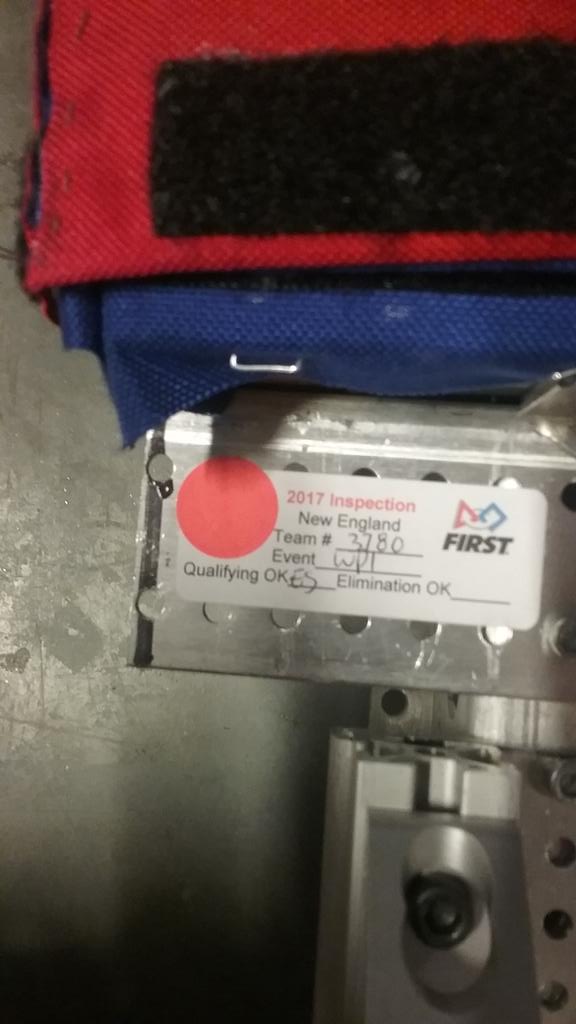 2017 Inspection
New England
Team # 3780
Event WPI
Qualifying OK ES Elimination OK
FIRST